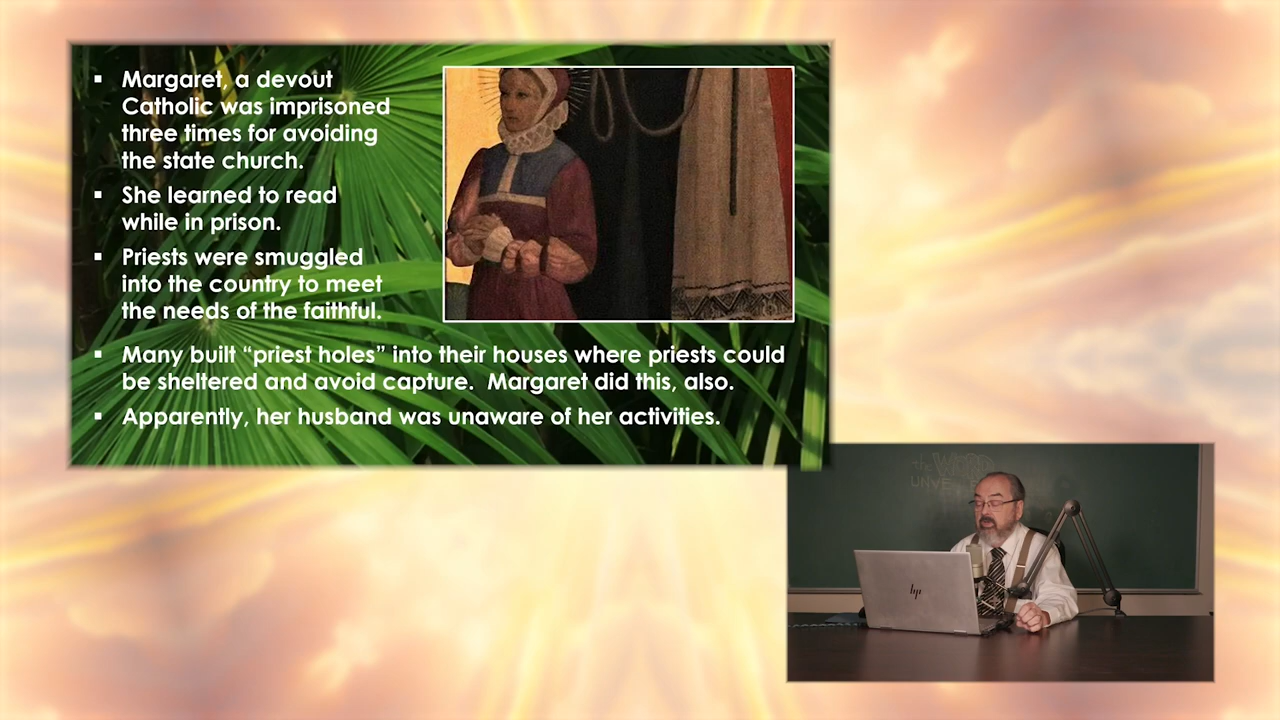 ▪ Margaret, a devout
Catholic was imprisoned
three times for avoiding
the state church.
▪ She learned to read
while in prison.
▪ Priests were smuggled
into the country to meet
the needs of the faithful.
▪ Many built “priest holes” into their houses where priests could
be sheltered and avoid capture.  Margaret did this, also.
▪ Apparently, her husband was unaware of her activities.
the WORD
hp